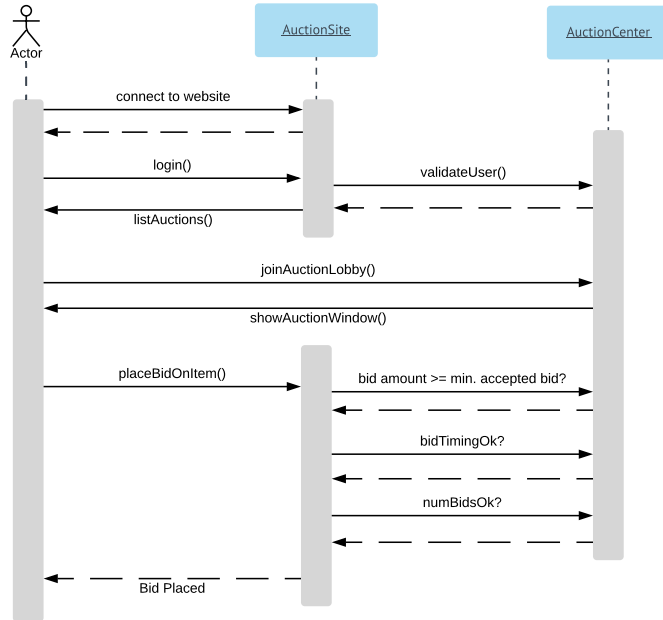 AuctionSite
AuctionCenter
Actor
connect to website
login()
validateUser()
listAuctions()
joinAuctionLobby()
showAuctionWindow()
placeBidOnItem()
bid amount >= min. accepted bid?
bidTimingOk?
numBidsOk?
Bid Placed